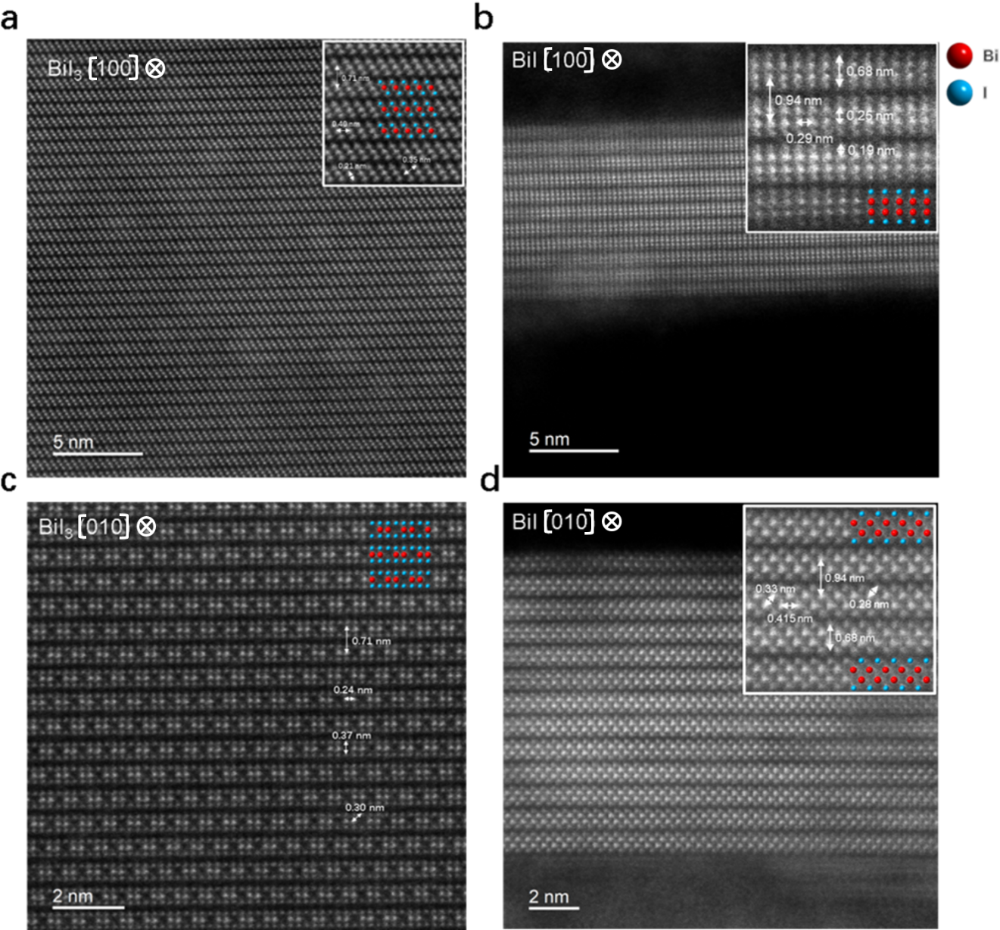 a
BiI₃ [100] ⊗
0.71 nm
0.49 nm
0.21 nm
0.35 nm
5 nm
b
BiI [100] ⊗
0.68 nm
0.94 nm
0.25 nm
0.29 nm
0.19 nm
5 nm
Bi
I
c
BiI₃ [010] ⊗
0.71 nm
0.24 nm
0.37 nm
0.30 nm
2 nm
d
BiI [010] ⊗
0.94 nm
0.33 nm
0.28 nm
0.415 nm
0.68 nm
2 nm